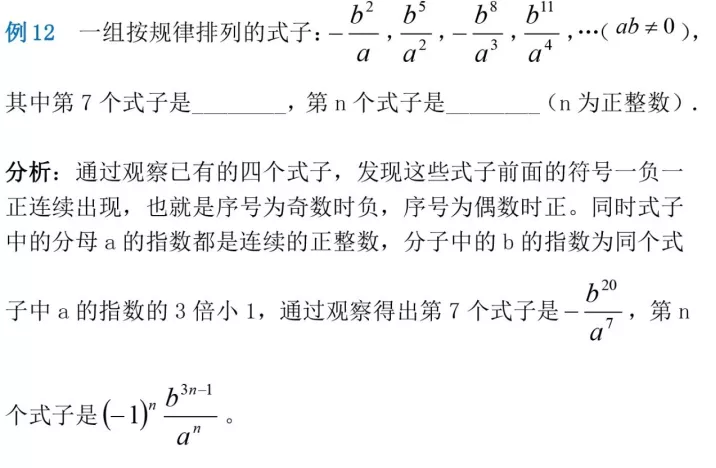 例12 一组按规律排列的式子：$-\frac{b^2}{a}$，$\frac{b^5}{a^2}$，$-\frac{b^8}{a^3}$，$\frac{b^{11}}{a^4}$，…（$ab \neq 0$），
其中第 7 个式子是________，第 n 个式子是________（n 为正整数）．
分析：通过观察已有的四个式子，发现这些式子前面的符号一负一
正连续出现，也就是序号为奇数时负，序号为偶数时正。同时式子
中的分母 a 的指数都是连续的正整数，分子中的 b 的指数为同个式
子中 a 的指数的 3 倍小 1，通过观察得出第 7 个式子是 $-\frac{b^{20}}{a^7}$，第 n
个式子是 $(-1)^n \frac{b^{3n-1}}{a^n}$。